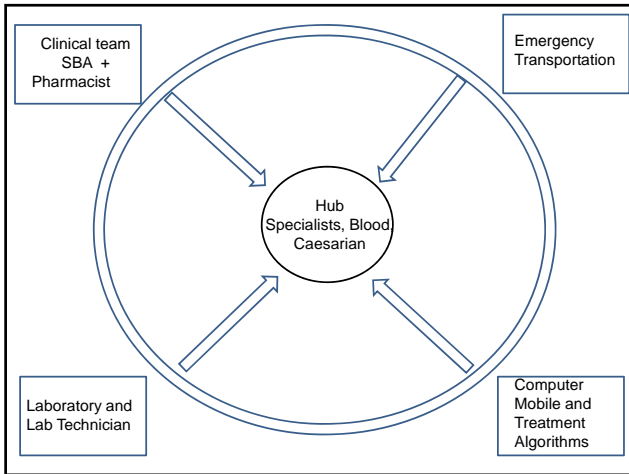 Clinical team
SBA +
Pharmacist
Emergency
Transportation
Hub
Specialists, Blood,
Caesarian
Laboratory and
Lab Technician
Computer
Mobile and
Treatment
Algorithms